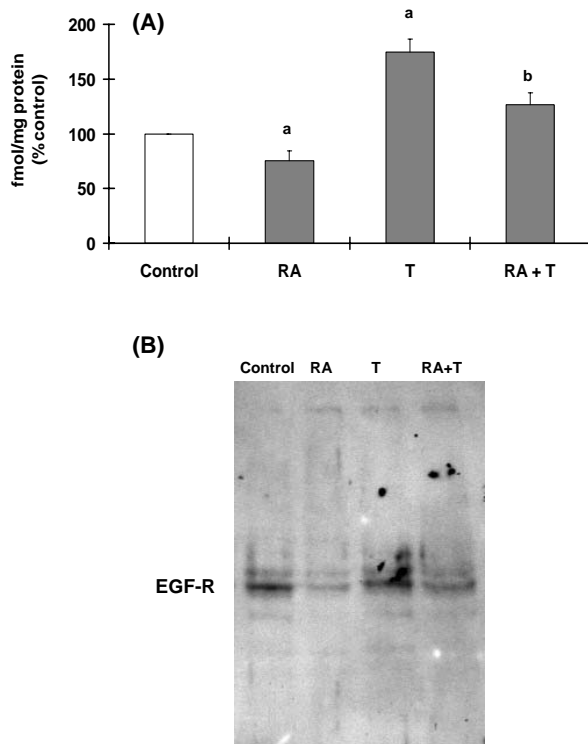 (A)
fmol/mg protein
(% control)
200
150
100
50
0
a
a
b
Control RA T RA + T
(B)
Control RA T RA+T
EGF-R